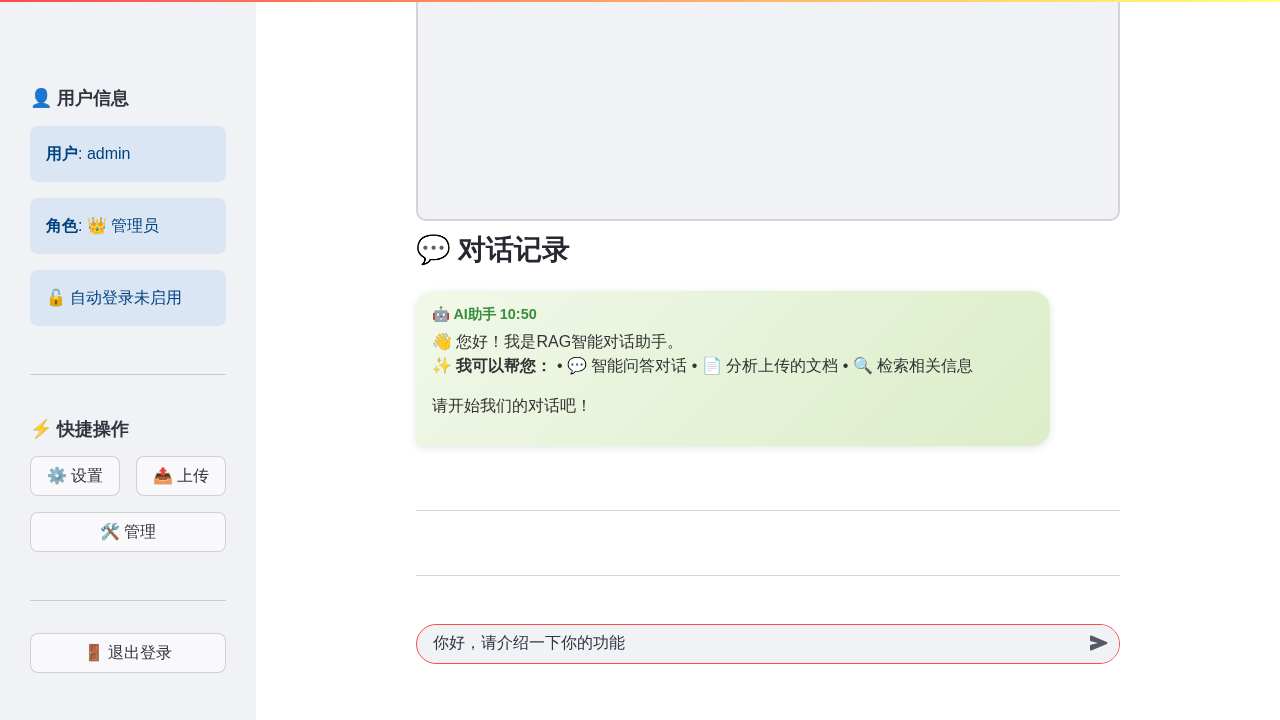 👤 用户信息
用户: admin
角色: 👑 管理员
🔓 自动登录未启用
⚡ 快捷操作
⚙️ 设置
📤 上传
🛠️ 管理
🚪 退出登录
💬 对话记录
🤖 AI助手 10:50
👋 您好！我是RAG智能对话助手。
✨ 我可以帮您： • 💬 智能问答对话 • 📄 分析上传的文档 • 🔍 检索相关信息
请开始我们的对话吧！
你好，请介绍一下你的功能